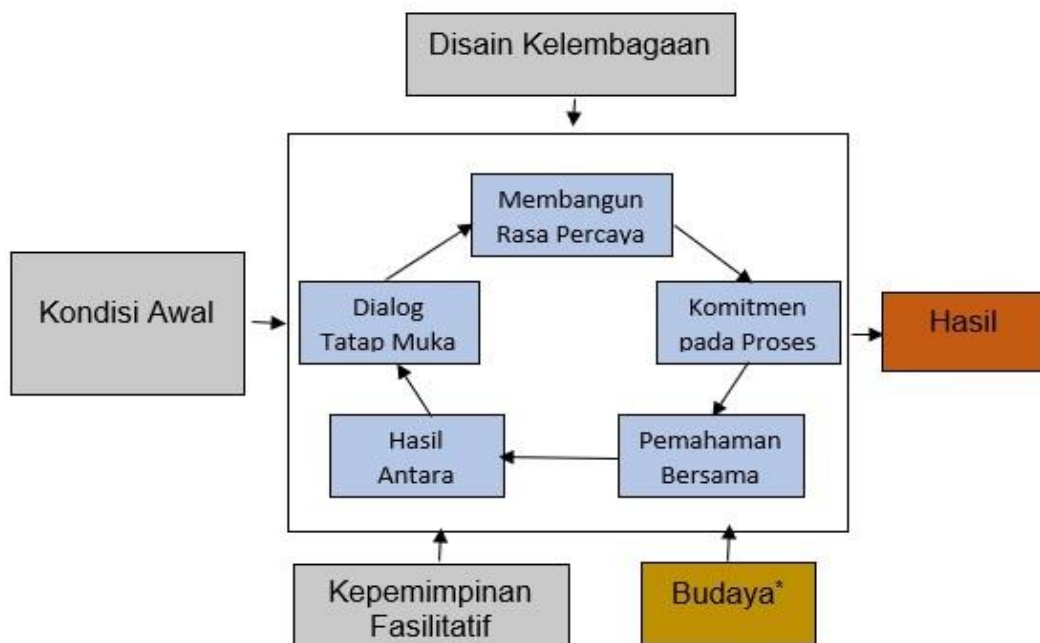 Disain Kelembagaan
Membangun
Rasa Percaya
Kondisi Awal
Dialog
Tatap Muka
Komitmen
pada Proses
Hasil
Hasil
Antara
Pemahaman
Bersama
Kepemimpinan
Fasilitatif
Budaya*